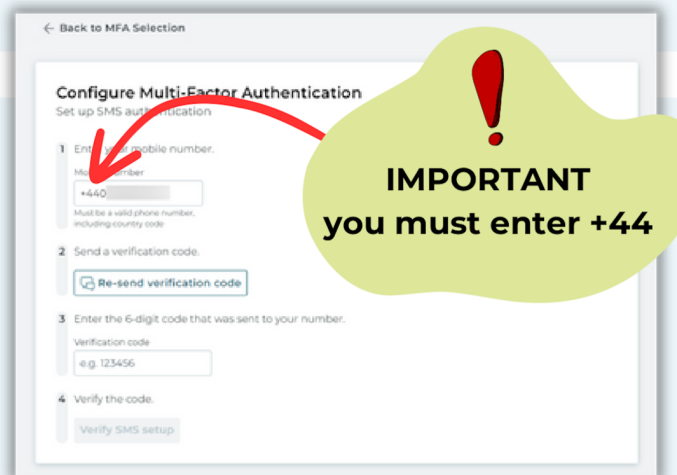 ← Back to MFA Selection
Configure Multi-Factor Authentication
Set up SMS authentication
1 Enter your mobile number.
Mobile number
+440
Must be a valid phone number,
including country code
2 Send a verification code.
Re-send verification code
3 Enter the 6-digit code that was sent to your number.
Verification code
e.g. 123456
4 Verify the code.
Verify SMS setup
IMPORTANT
you must enter +44